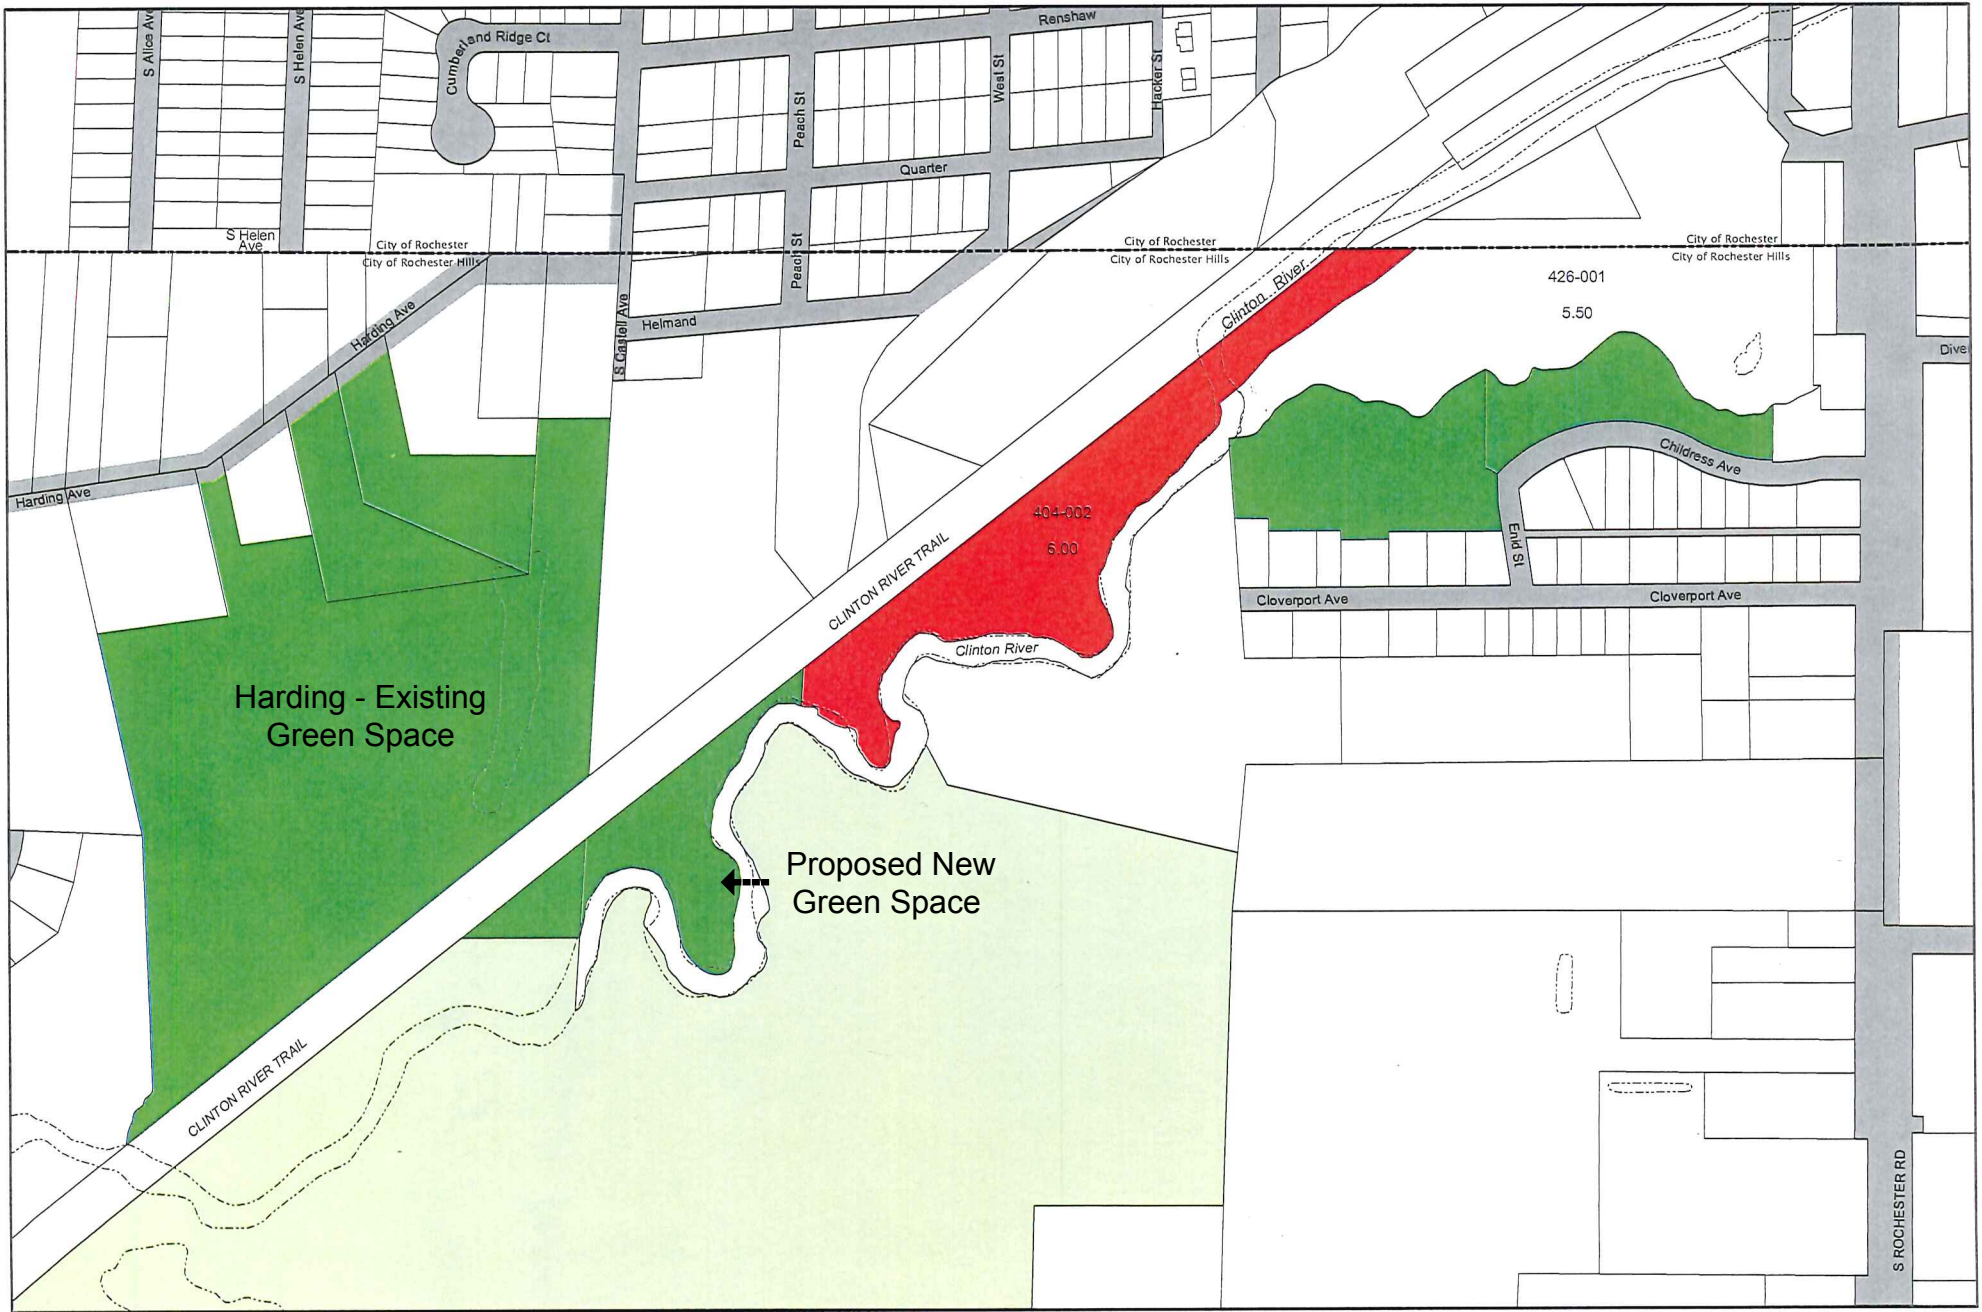 S Alice Av
S Helen Av
Cumberland Ridge Ct
Renshaw
Peach St
West St
Hacker St
Quarter
S Helen
Ave
City of Rochester
City of Rochester Hills
City of Rochester
City of Rochester Hills
City of Rochester
City of Rochester Hills
Peach St
Harding Ave
S Castell Ave
Helmand
Clinton River
426-001
5.50
Dive
Harding Ave
Childress Ave
404-002
6.00
Enid St
CLINTON RIVER TRAIL
Cloverport Ave
Cloverport Ave
Clinton River
Harding - Existing
Green Space
Proposed New
Green Space
CLINTON RIVER TRAIL
S ROCHESTER RD